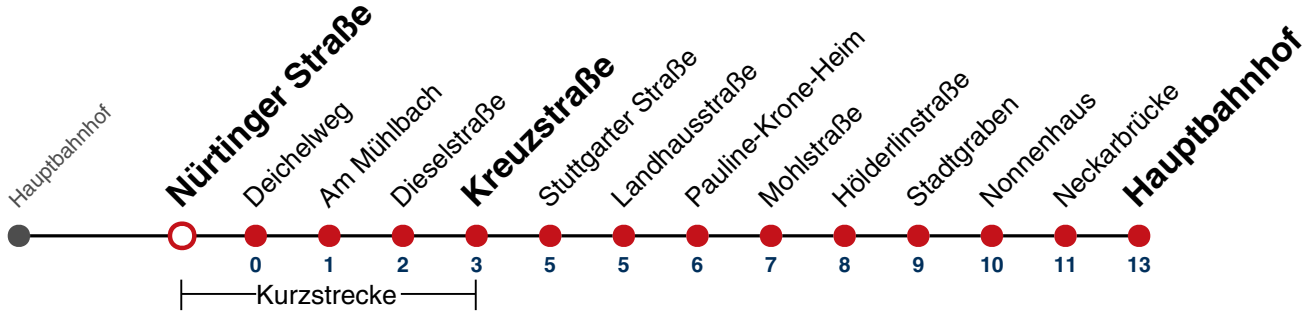 Hauptbahnhof
Nürtinger Straße
Deichelweg
Am Mühlbach
Dieselstraße
Kreuzstraße
Stuttgarter Straße
Landhausstraße
Pauline-Krone-Heim
Mohlstraße
Hölderlinstraße
Stadtgraben
Nonnenhaus
Neckarbrücke
Hauptbahnhof
0 1 2 3 5 5 6 7 8 9 10 11 13
Kurzstrecke